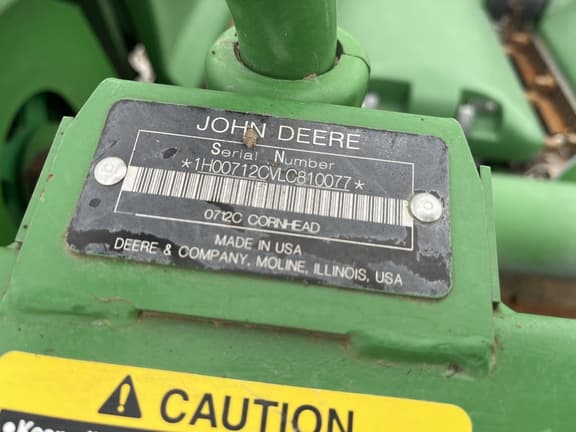 JOHN DEERE
Serial Number
*1H00712CVLC810077*
0712C CORNHEAD
MADE IN USA
DEERE & COMPANY, MOLINE, ILLINOIS, USA
CAUTION